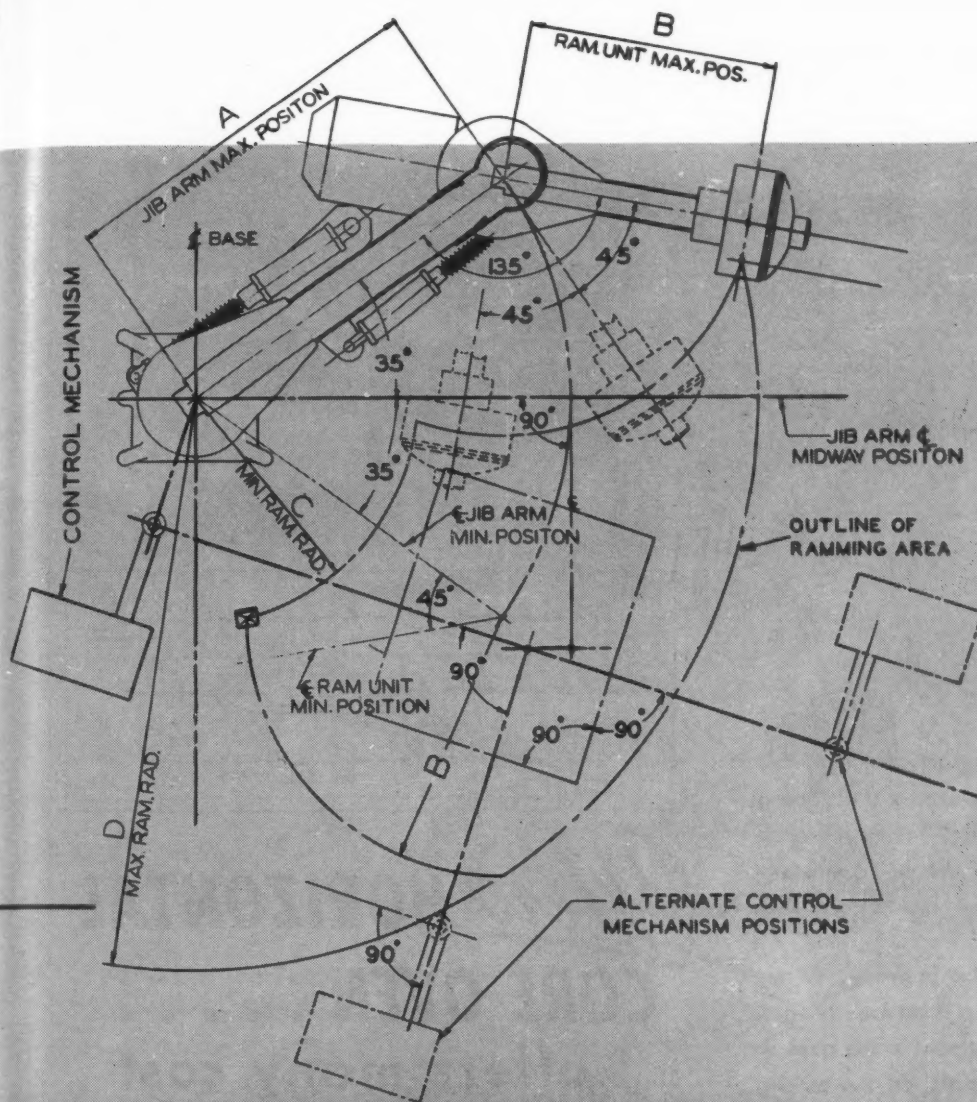 B
RAM.UNIT MAX. POS.
A
JIB ARM MAX. POSITON
BASE
CONTROL MECHANISM
135°
45°
45°
35°
35°
90°
JIB ARM ℄
MIDWAY POSITON
C
MIN. RAM. RAD.
℄ JIB ARM
MIN. POSITON
OUTLINE OF
RAMMING AREA
45°
℄ RAM UNIT
MIN. POSITION
90°
90°
90°
B
D
MAX. RAM. RAD.
ALTERNATE CONTROL
MECHANISM POSITIONS
90°